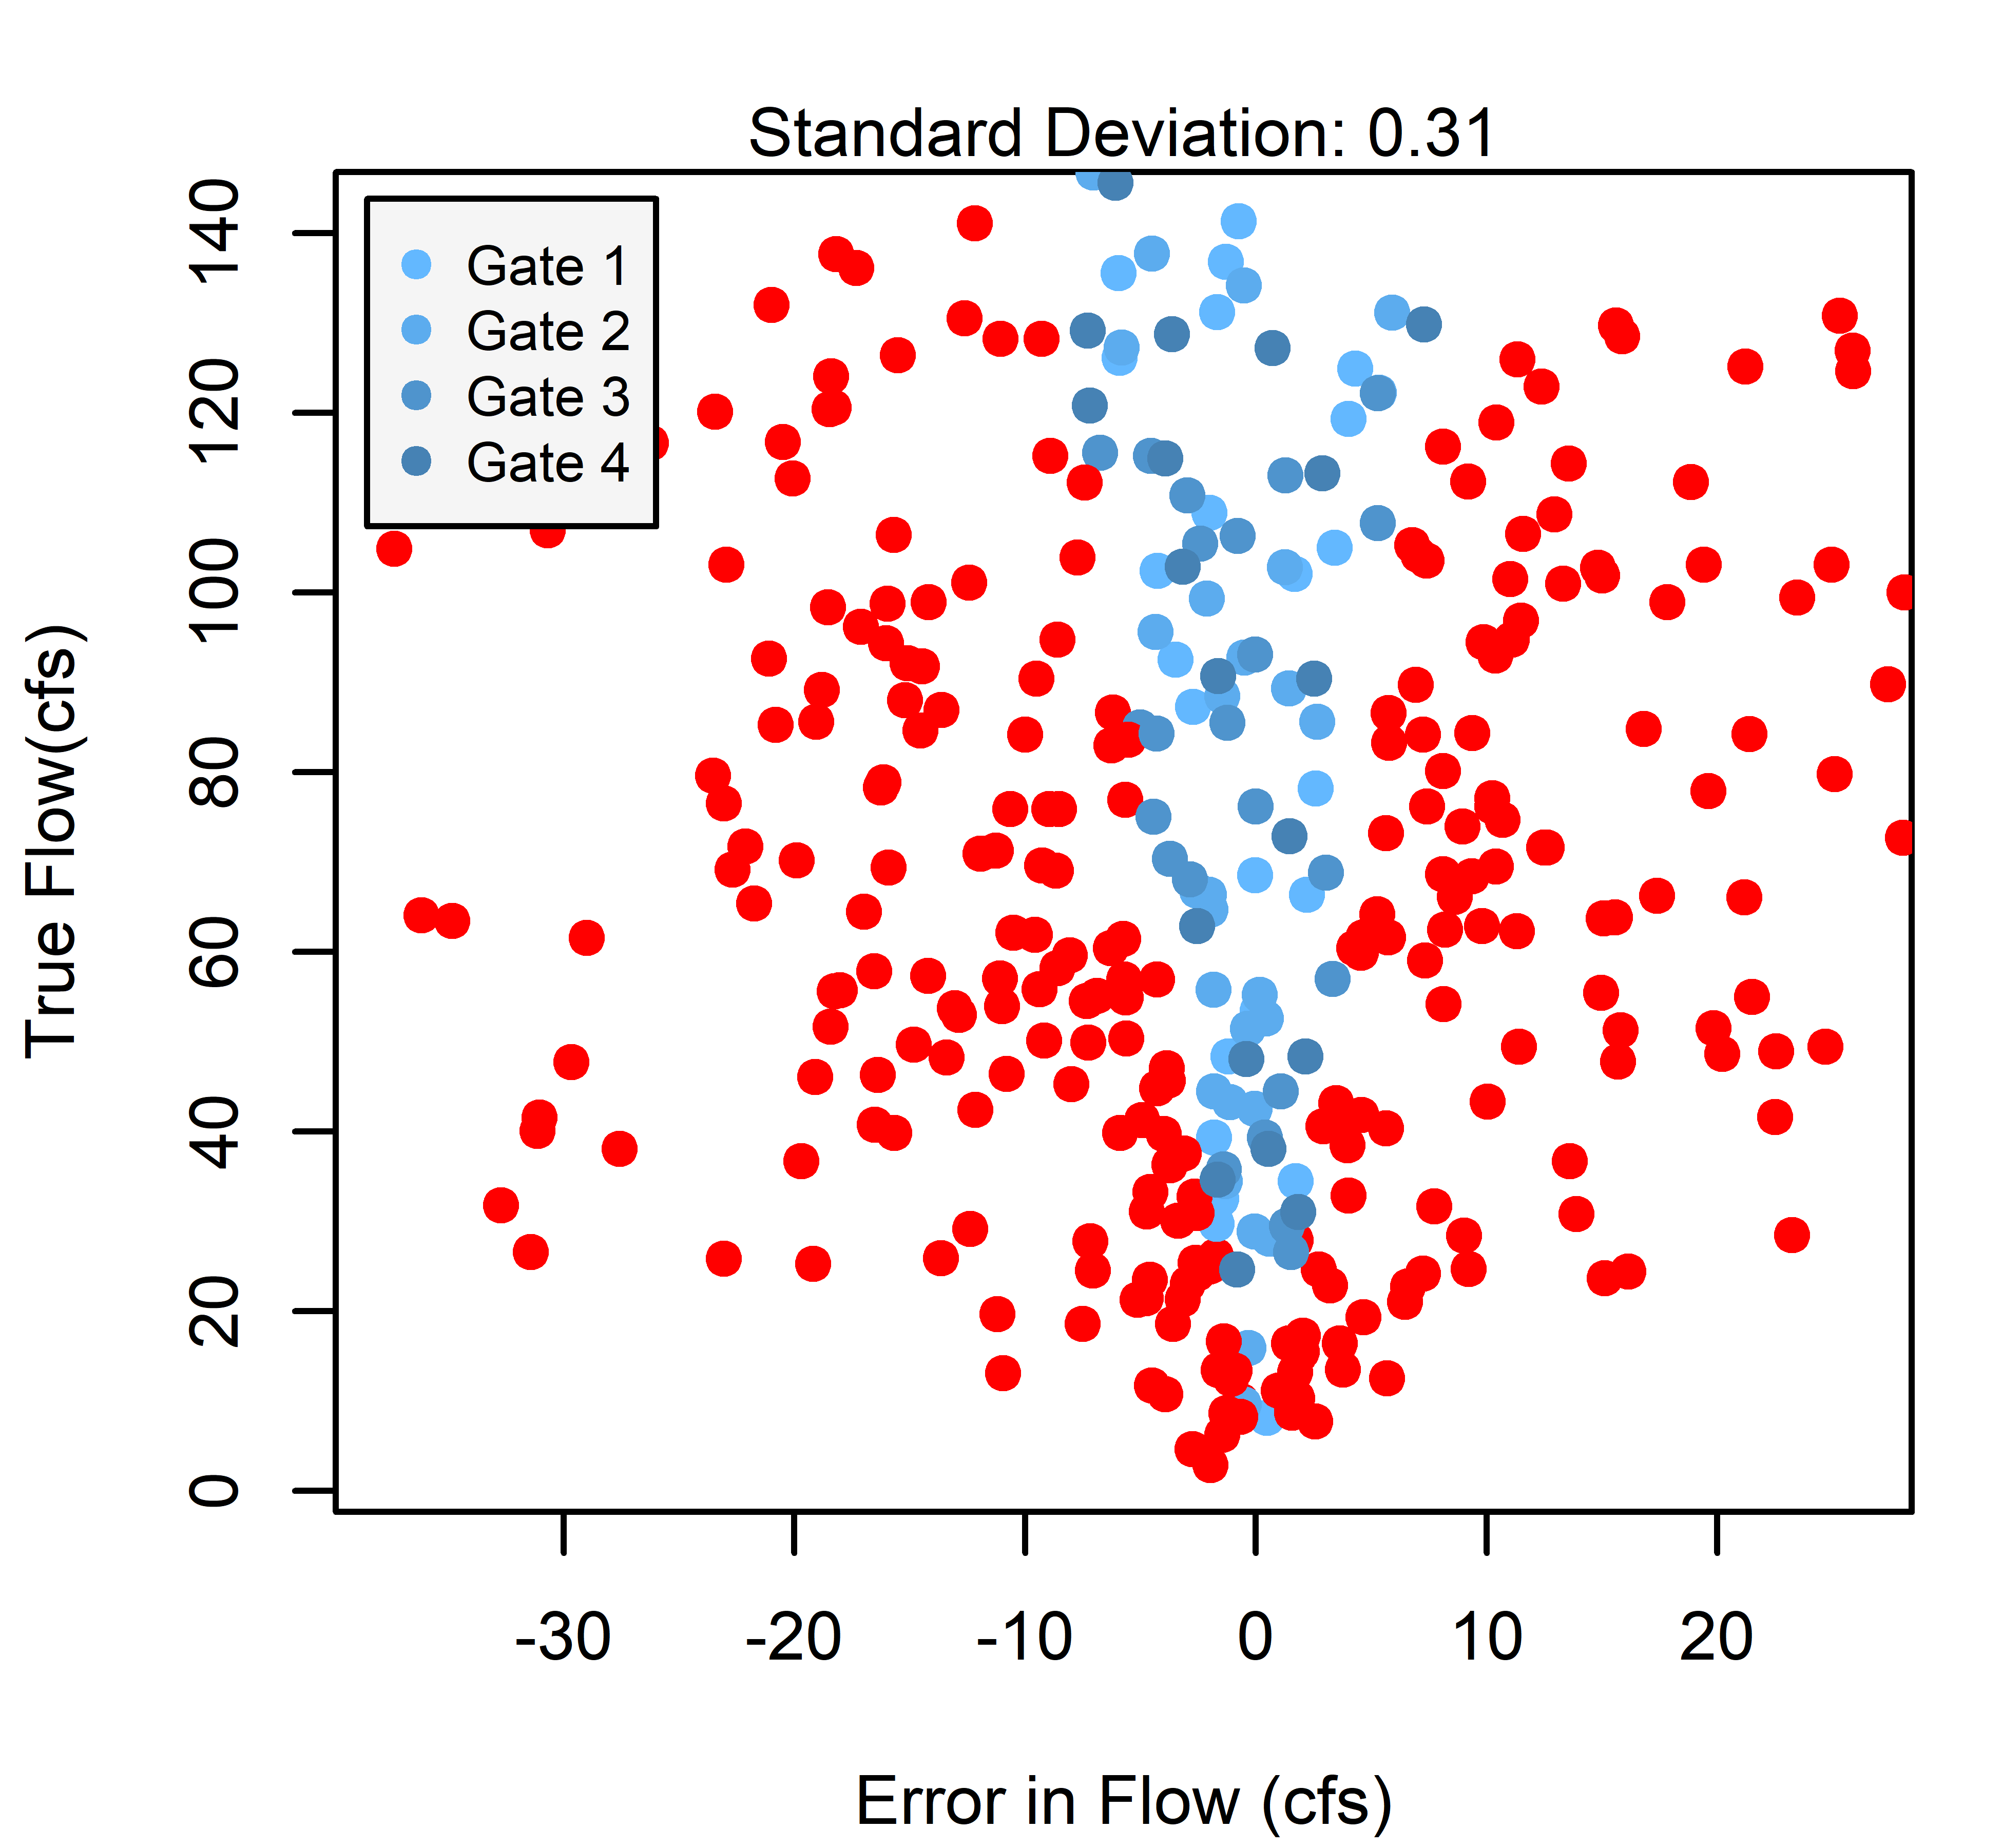 Standard Deviation: 0.31
Gate 1
Gate 2
Gate 3
Gate 4
True Flow(cfs)
140
120
100
80
60
40
20
0
-30 -20 -10 0 10 20
Error in Flow (cfs)